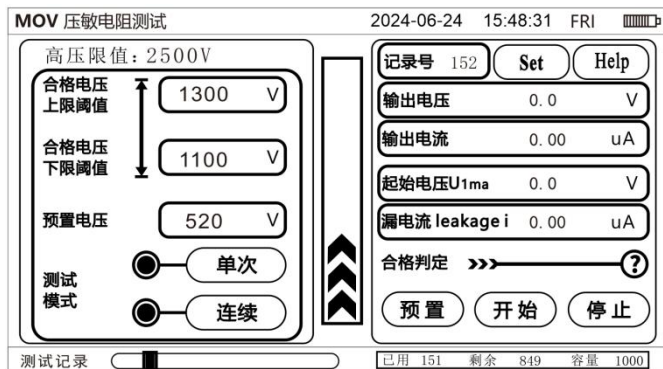 MOV 压敏电阻测试 2024-06-24 15:48:31 FRI
高压限值：2500V
合格电压
上限阈值
1300 V
合格电压
下限阈值
1100 V
预置电压 520 V
测试
模式
单次
连续
记录号 152 Set Help
输出电压 0.0 V
输出电流 0.00 uA
起始电压U1ma 0.0 V
漏电流 leakage i 0.00 uA
合格判定 >>> ?
预置 开始 停止
测试记录
已用 151 剩余 849 容量 1000